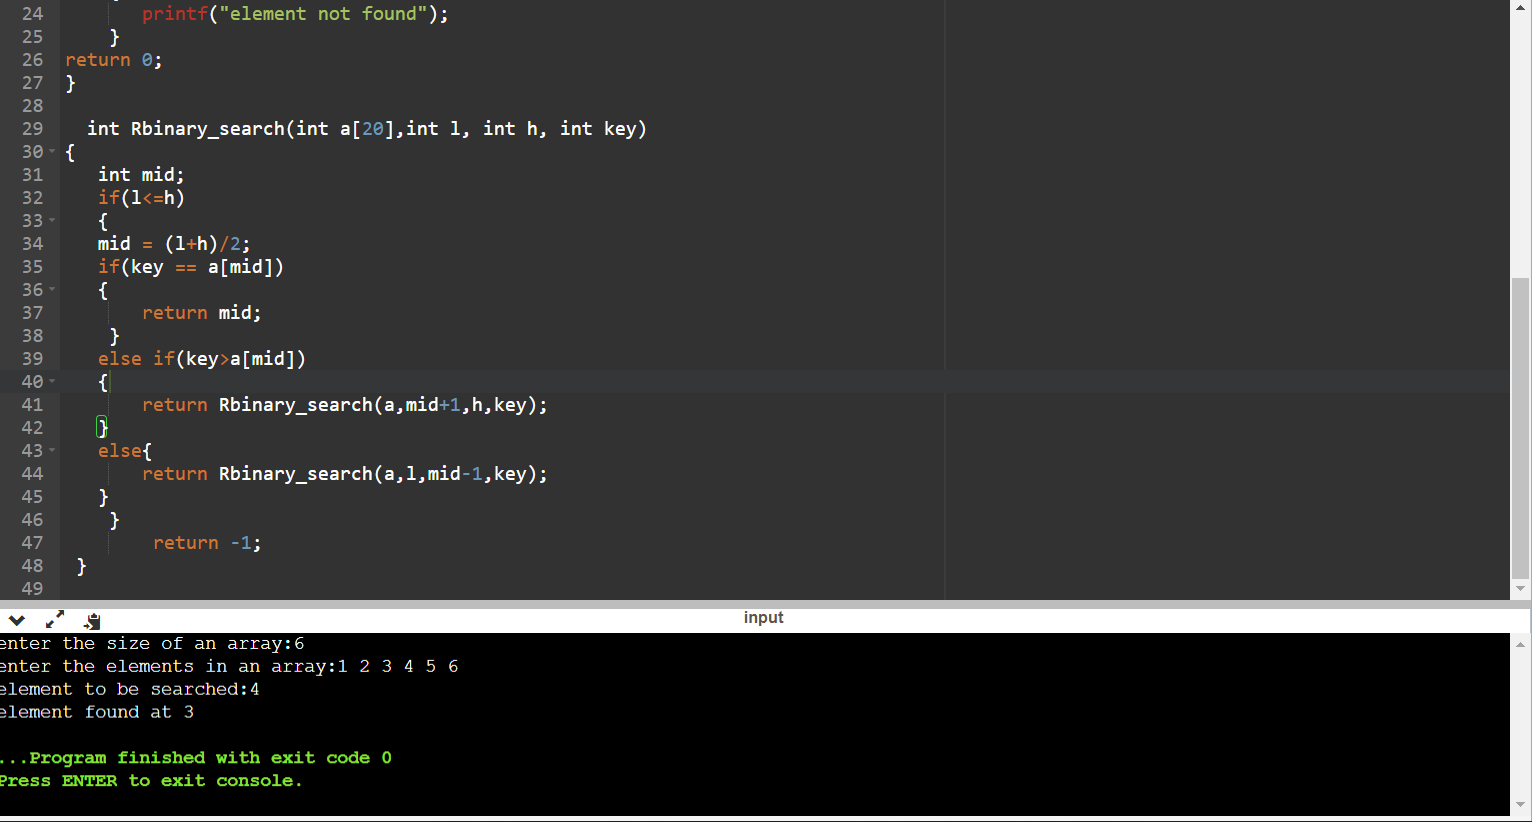 24 printf("element not found");
25 }
26 return 0;
27 }
28
29 int Rbinary_search(int a[20],int l, int h, int key)
30 {
31 int mid;
32 if(l<=h)
33 {
34 mid = (l+h)/2;
35 if(key == a[mid])
36 {
37 return mid;
38 }
39 else if(key>a[mid])
40 {
41 return Rbinary_search(a,mid+1,h,key);
42 }
43 else{
44 return Rbinary_search(a,l,mid-1,key);
45 }
46 }
47 return -1;
48 }
49
input
enter the size of an array:6
enter the elements in an array:1 2 3 4 5 6
element to be searched:4
element found at 3
...Program finished with exit code 0
Press ENTER to exit console.